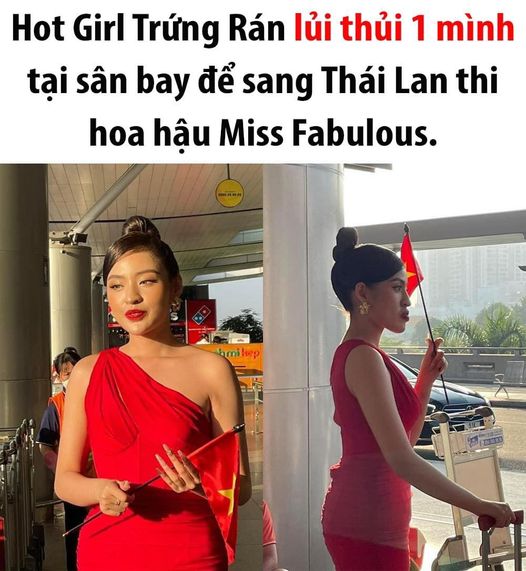 Hot Girl Trứng Rán lủi thủi 1 mình
tại sân bay để sang Thái Lan thi
hoa hậu Miss Fabulous.